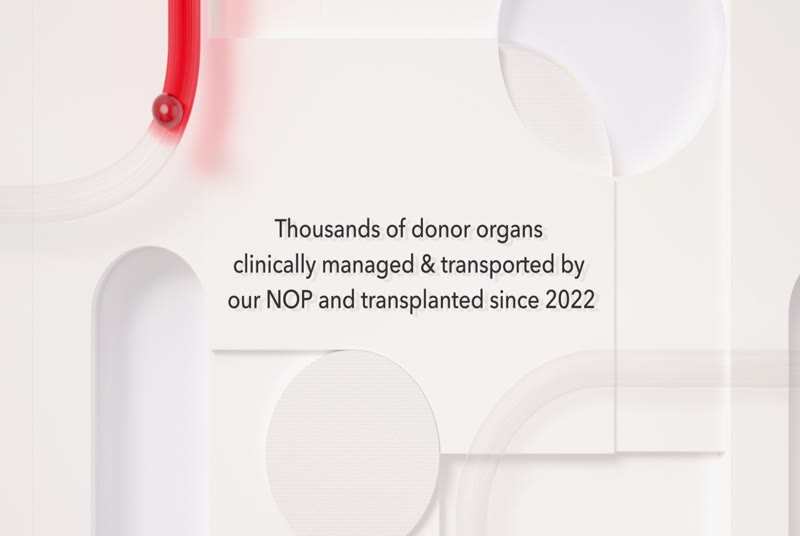 Thousands of donor organs
clinically managed & transported by
our NOP and transplanted since 2022